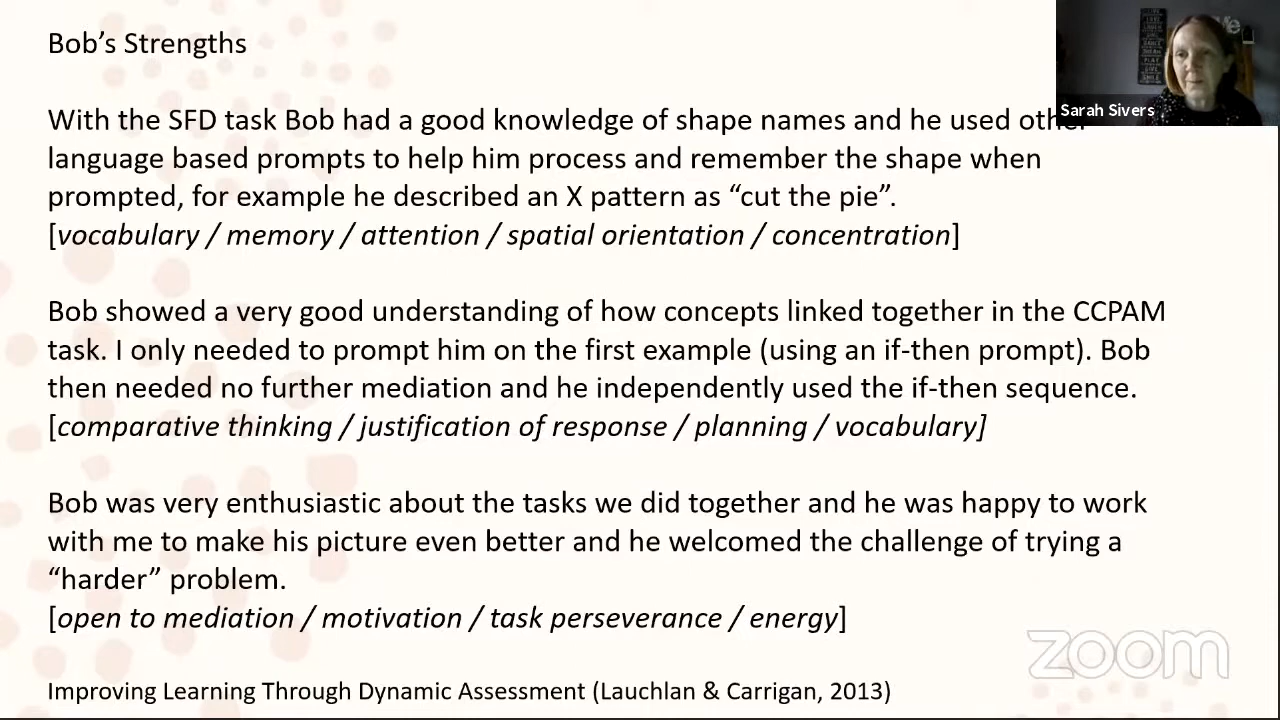 Bob’s Strengths
Sarah Sivers
With the SFD task Bob had a good knowledge of shape names and he used other
language based prompts to help him process and remember the shape when
prompted, for example he described an X pattern as “cut the pie”.
[vocabulary / memory / attention / spatial orientation / concentration]
Bob showed a very good understanding of how concepts linked together in the CCPAM
task. I only needed to prompt him on the first example (using an if-then prompt). Bob
then needed no further mediation and he independently used the if-then sequence.
[comparative thinking / justification of response / planning / vocabulary]
Bob was very enthusiastic about the tasks we did together and he was happy to work
with me to make his picture even better and he welcomed the challenge of trying a
“harder” problem.
[open to mediation / motivation / task perseverance / energy]
zoom
Improving Learning Through Dynamic Assessment (Lauchlan & Carrigan, 2013)